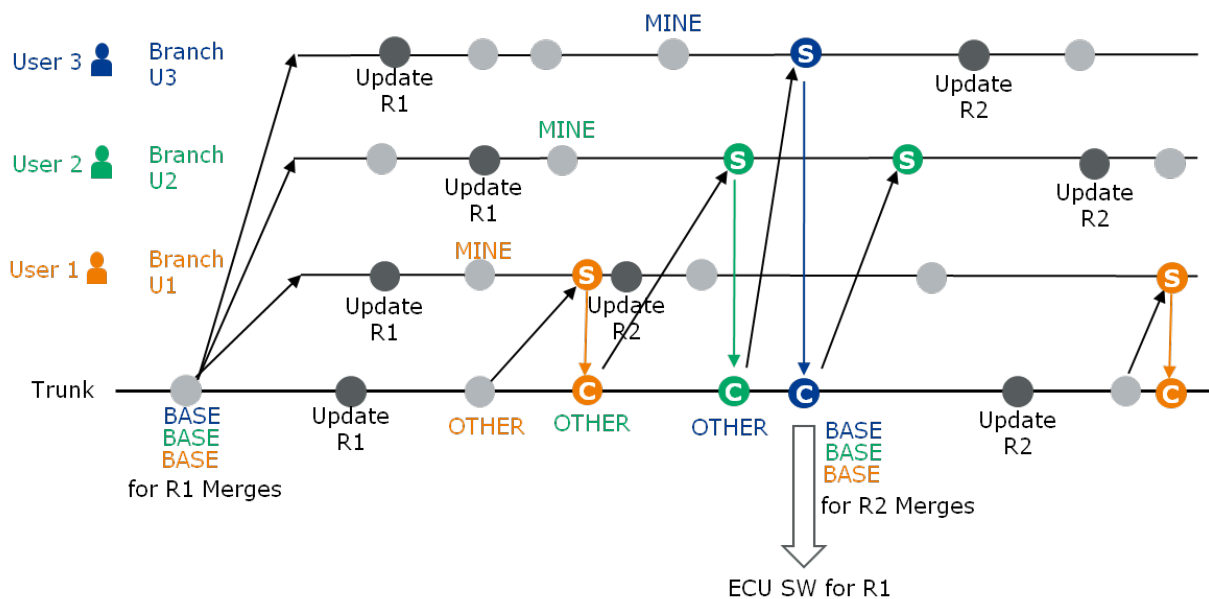 MINE
User 3
Branch
U3
S
Update
R1
Update
R2
MINE
User 2
Branch
U2
S
S
Update
R1
Update
R2
MINE
User 1
Branch
U1
S
S
Update
R1
Update
R2
Trunk
C
C
C
C
BASE
BASE
BASE
for R1 Merges
Update
R1
OTHER
OTHER
OTHER
BASE
BASE
BASE
for R2 Merges
Update
R2
ECU SW for R1